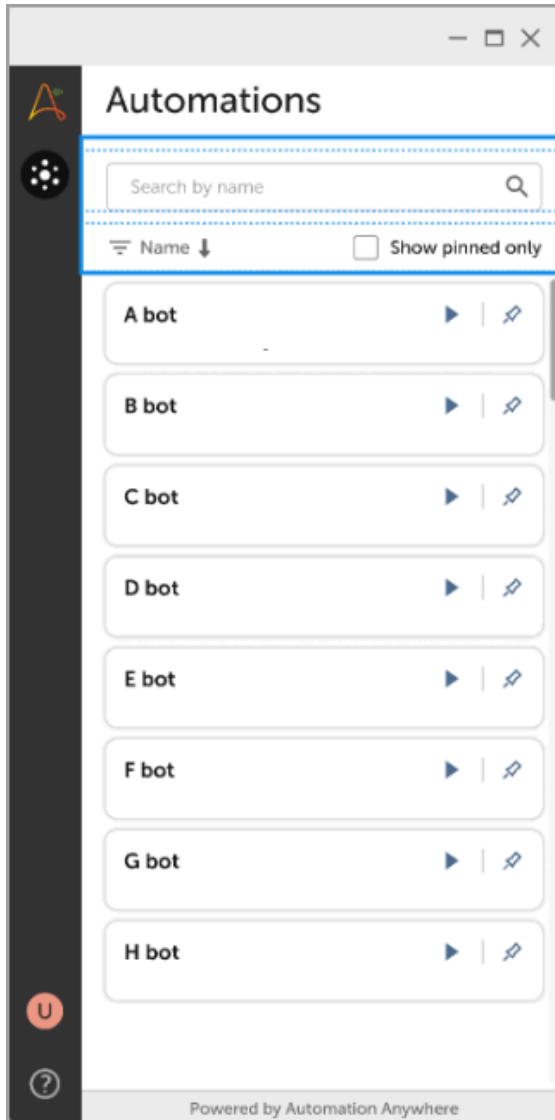 Automations
Search by name
Name Show pinned only
A bot
B bot
C bot
D bot
E bot
F bot
G bot
H bot
U
?
Powered by Automation Anywhere